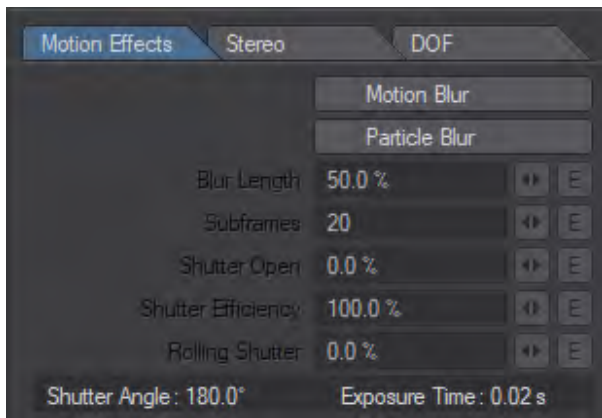 Motion Effects Stereo DOF
Motion Blur
Particle Blur
Blur Length 50.0 % E
Subframes 20 E
Shutter Open 0.0 % E
Shutter Efficiency 100.0 % E
Rolling Shutter 0.0 % E
Shutter Angle : 180.0° Exposure Time : 0.02 s